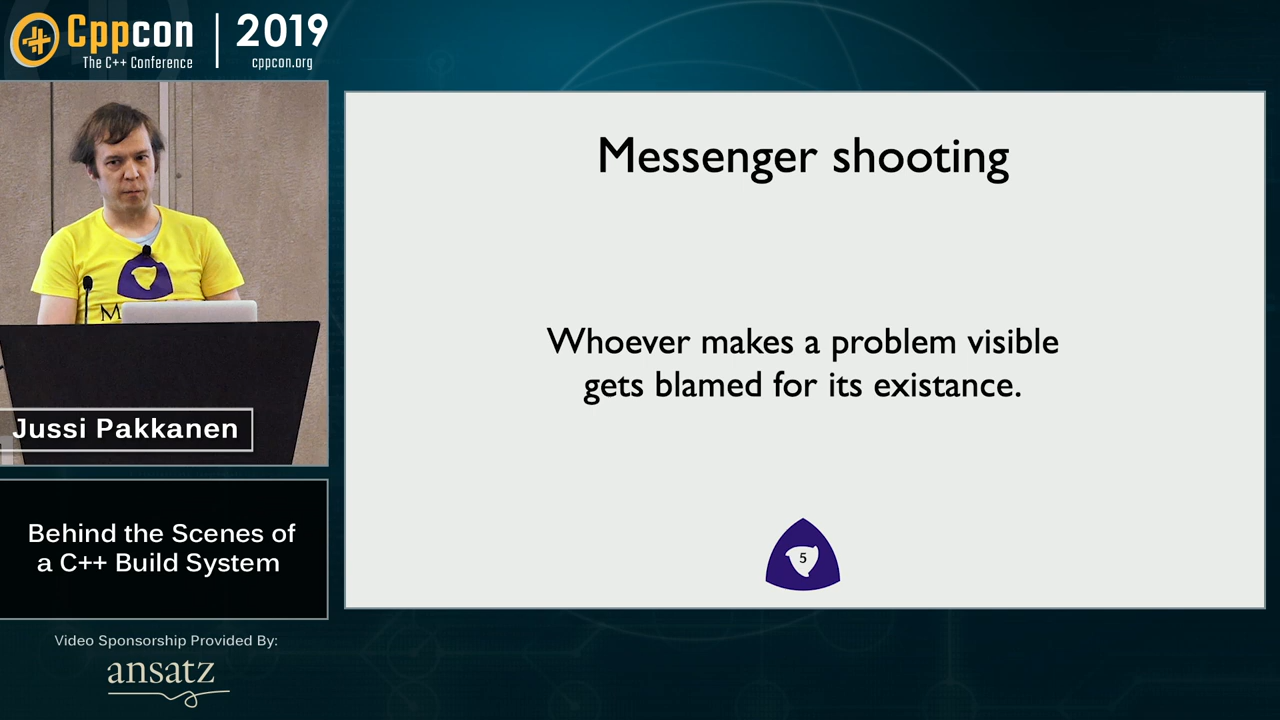 Cppcon
The C++ Conference
2019
cppcon.org
Messenger shooting
Whoever makes a problem visible
gets blamed for its existance.
5
M
Jussi Pakkanen
Behind the Scenes of
a C++ Build System
Video Sponsorship Provided By:
ansatz